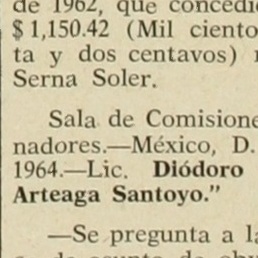 de 1962, que concedió
$1,150.42 (Mil ciento
ta y dos centavos)
Serna Soler.
Sala de Comisione
nadores.—México, D.
1964.—Lic. Diódoro
Arteaga Santoyo.”
—Se pregunta a la